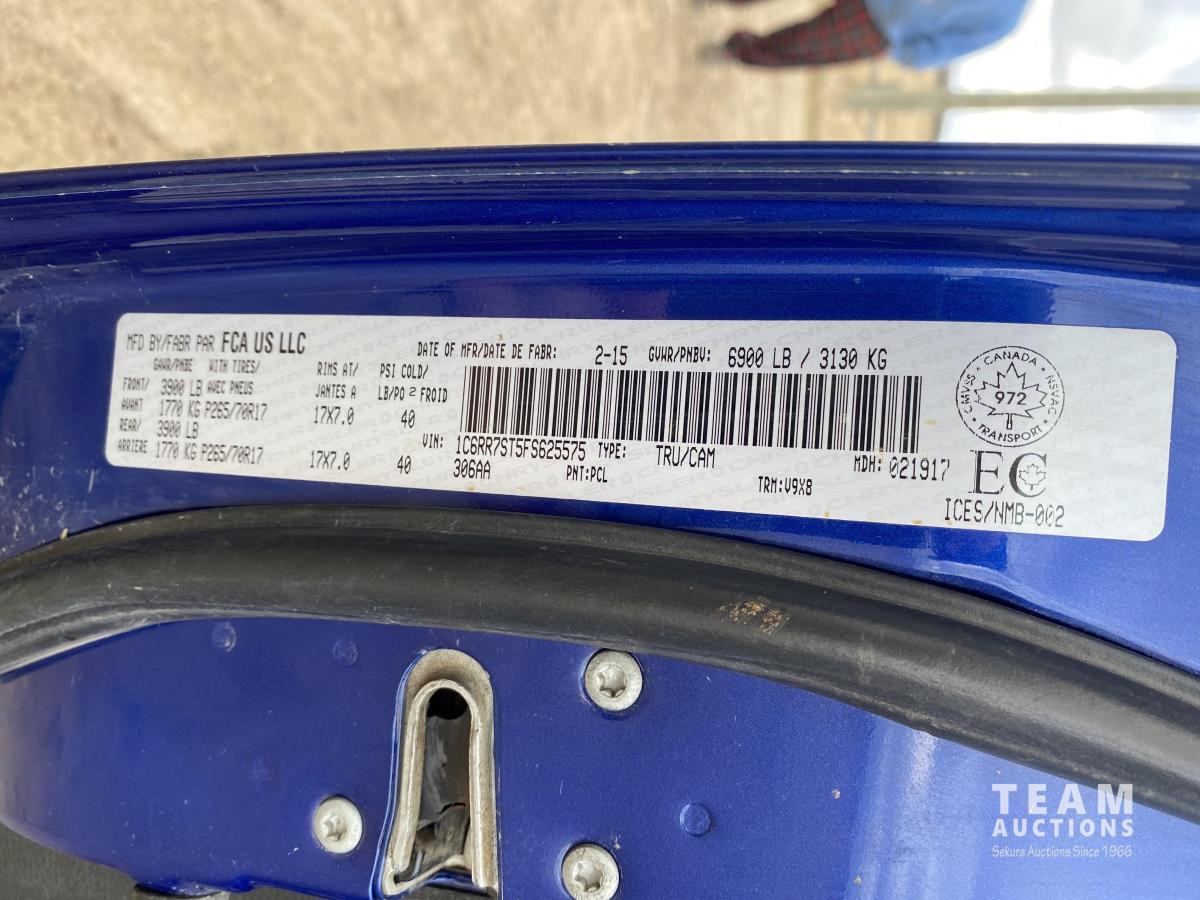 MFD BY/FABR PAR FCA US LLC
DATE OF MFR/DATE DE FABR: 2-15 GVWR/PNBV: 6900 LB / 3130 KG
GAWR/PNBE WITH TIRES/ RIMS AT/ PSI COLD/
FRONT/ 3900 LB AVEC PNEUS JANTES A LB/PO 2 FROID
AVANT 1770 KG P265/70R17 17X7.0 40
REAR/ 3900 LB
ARRIERE 1770 KG P265/70R17 17X7.0 40
VIN: 1C6RR7ST5FS625575 TYPE: TRU/CAM MDH: 021917
306AA PNT:PCL TRM:V9X8
CANADA
CMVSS NSVAC
972
TRANSPORT
EC
ICES/NMB-002
TEAM
AUCTIONS
Sekura Auctions Since 1966